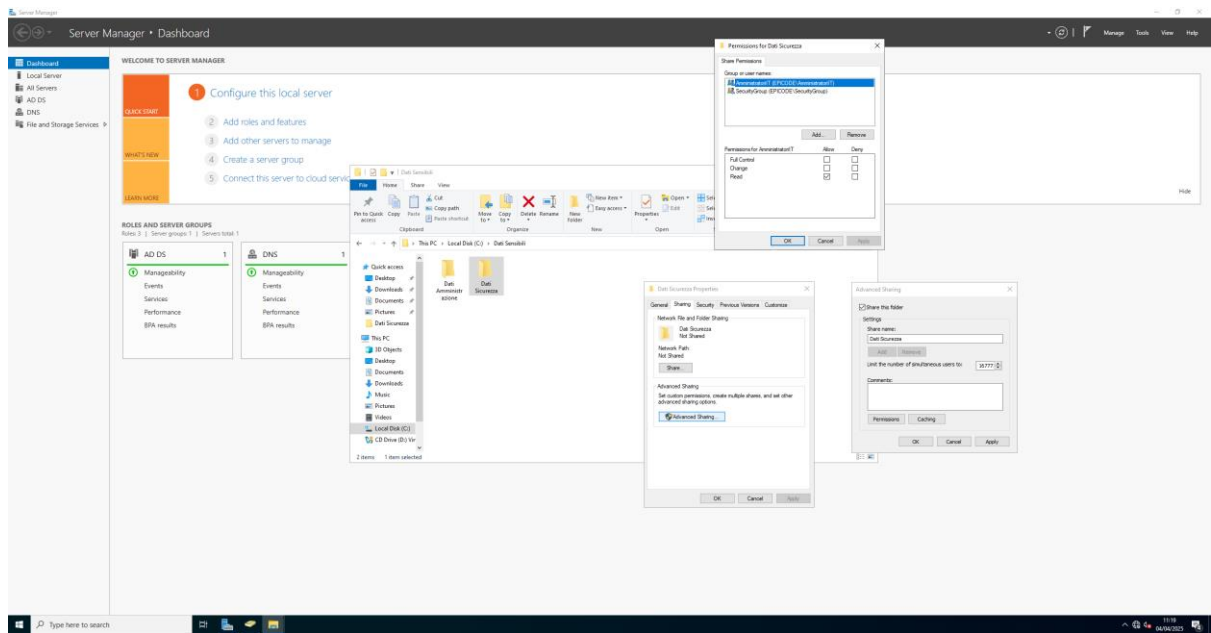 Server Manager
Server Manager • Dashboard
Manage Tools View Help
Dashboard
Local Server
All Servers
AD DS
DNS
File and Storage Services
WELCOME TO SERVER MANAGER
QUICK START
WHAT'S NEW
LEARN MORE
1 Configure this local server
2 Add roles and features
3 Add other servers to manage
4 Create a server group
5 Connect this server to cloud servic
Hide
ROLES AND SERVER GROUPS
Roles: 3 | Server groups: 1 | Servers total: 1
AD DS 1
Manageability
Events
Services
Performance
BPA results
DNS 1
Manageability
Events
Services
Performance
BPA results
Dati Sensibili
File Home Share View
Pin to Quick access
Copy
Paste
Cut
Copy path
Paste shortcut
Move to
Copy to
Delete
Rename
New folder
New item
Easy access
Properties
Open
Edit
Clipboard Organize New Open
This PC › Local Disk (C:) › Dati Sensibili
Quick access
Desktop
Downloads
Documents
Pictures
Dati Sicurezza
This PC
3D Objects
Desktop
Documents
Downloads
Music
Pictures
Videos
Local Disk (C:)
CD Drive (D:) Vir
Dati
Amministr
azione
Dati
Sicurezza
2 items 1 item selected
Permissions for Dati Sicurezza
Share Permissions
Group or user names:
SecurityGroup (EPICODE\SecurityGroup)
Add... Remove
Allow Deny
Full Control
Change
Read
OK Cancel Apply
Dati Sicurezza Properties
General Sharing Security Previous Versions Customize
Network File and Folder Sharing
Dati Sicurezza
Not Shared
Network Path:
Not Shared
Share...
Advanced Sharing
Set custom permissions, create multiple shares, and set other
advanced sharing options.
Advanced Sharing...
OK Cancel Apply
Advanced Sharing
Share this folder
Settings
Share name:
Dati Sicurezza
Add Remove
Limit the number of simultaneous users to: 16777
Comments:
Permissions Caching
OK Cancel Apply
Type here to search
11:19
04/04/2025